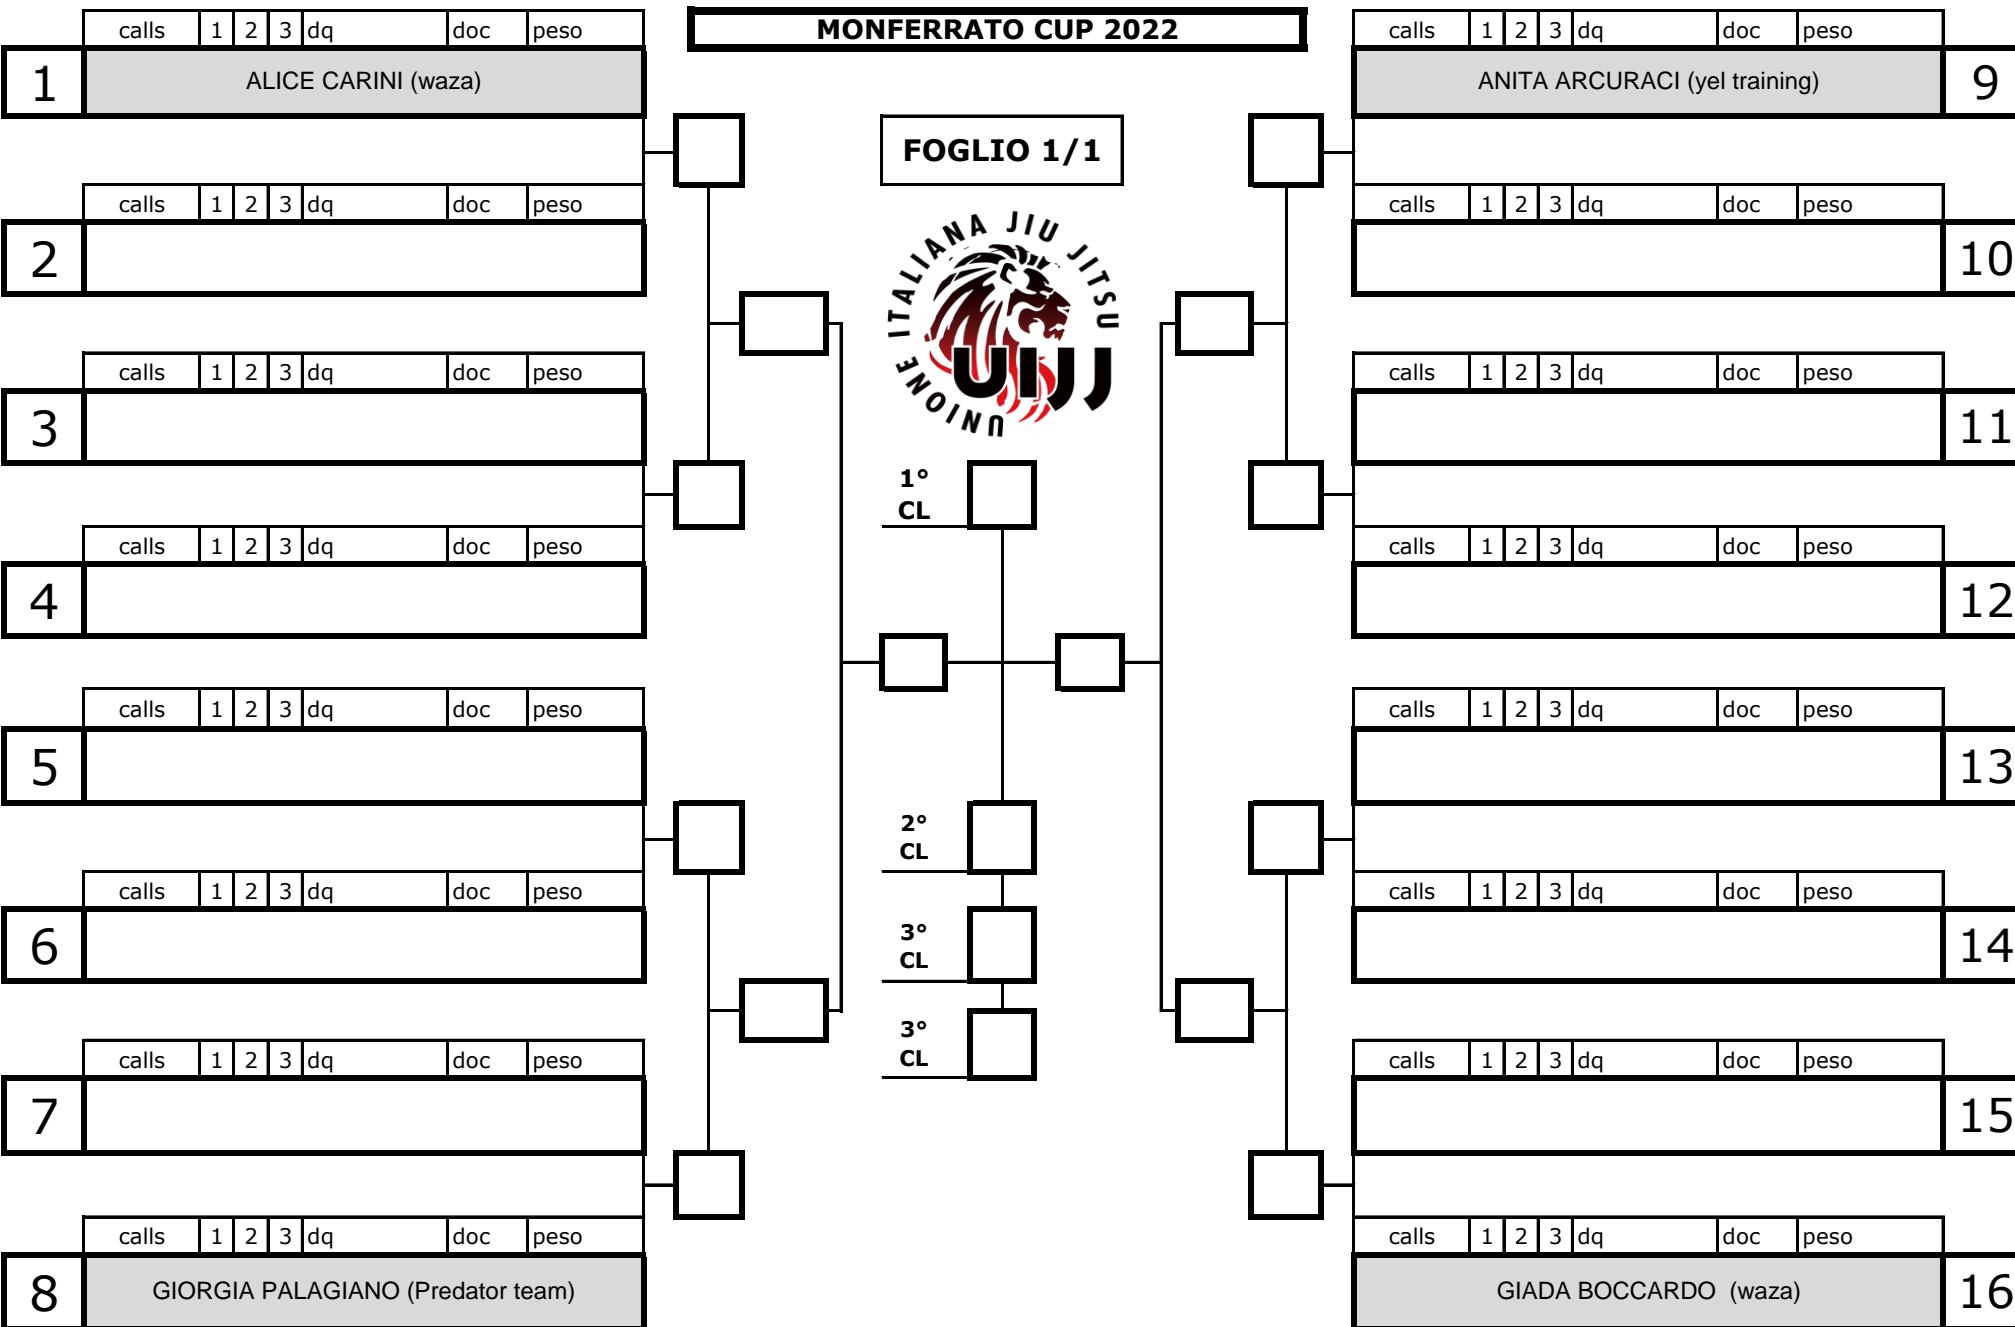 MONFERRATO CUP 2022
FOGLIO 1/1
UNIONE ITALIANA JIU JITSU
UIJJ
calls 1 2 3 dq doc peso
1 ALICE CARINI (waza)
calls 1 2 3 dq doc peso
2
calls 1 2 3 dq doc peso
3
calls 1 2 3 dq doc peso
4
calls 1 2 3 dq doc peso
5
calls 1 2 3 dq doc peso
6
calls 1 2 3 dq doc peso
7
calls 1 2 3 dq doc peso
8 GIORGIA PALAGIANO (Predator team)
1°
CL
2°
CL
3°
CL
3°
CL
calls 1 2 3 dq doc peso
ANITA ARCURACI (yel training) 9
calls 1 2 3 dq doc peso
10
calls 1 2 3 dq doc peso
11
calls 1 2 3 dq doc peso
12
calls 1 2 3 dq doc peso
13
calls 1 2 3 dq doc peso
14
calls 1 2 3 dq doc peso
15
calls 1 2 3 dq doc peso
GIADA BOCCARDO (waza) 16